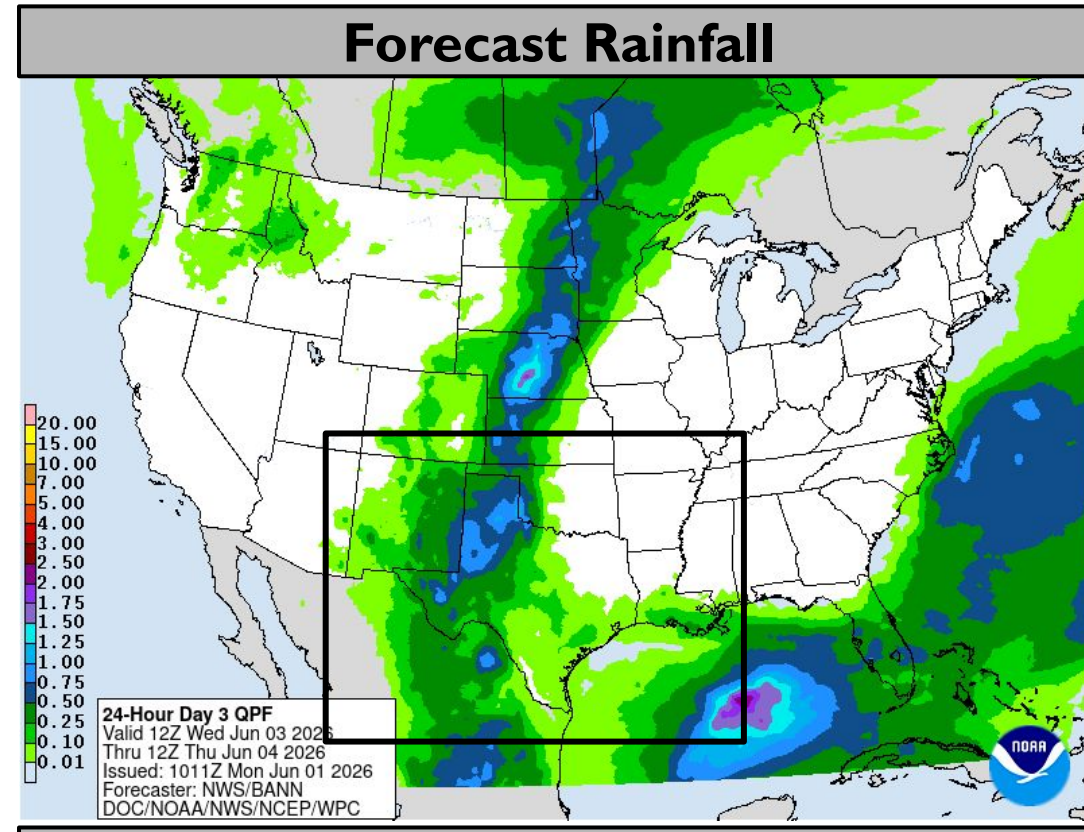 Forecast Rainfall
20.00
15.00
10.00
7.00
5.00
4.00
3.00
2.50
2.00
1.75
1.50
1.25
1.00
0.75
0.50
0.25
0.10
0.01
24-Hour Day 3 QPF
Valid 12Z Wed Jun 03 2026
Thru 12Z Thu Jun 04 2026
Issued: 1011Z Mon Jun 01 2026
Forecaster: NWS/BANN
DOC/NOAA/NWS/NCEP/WPC
NOAA